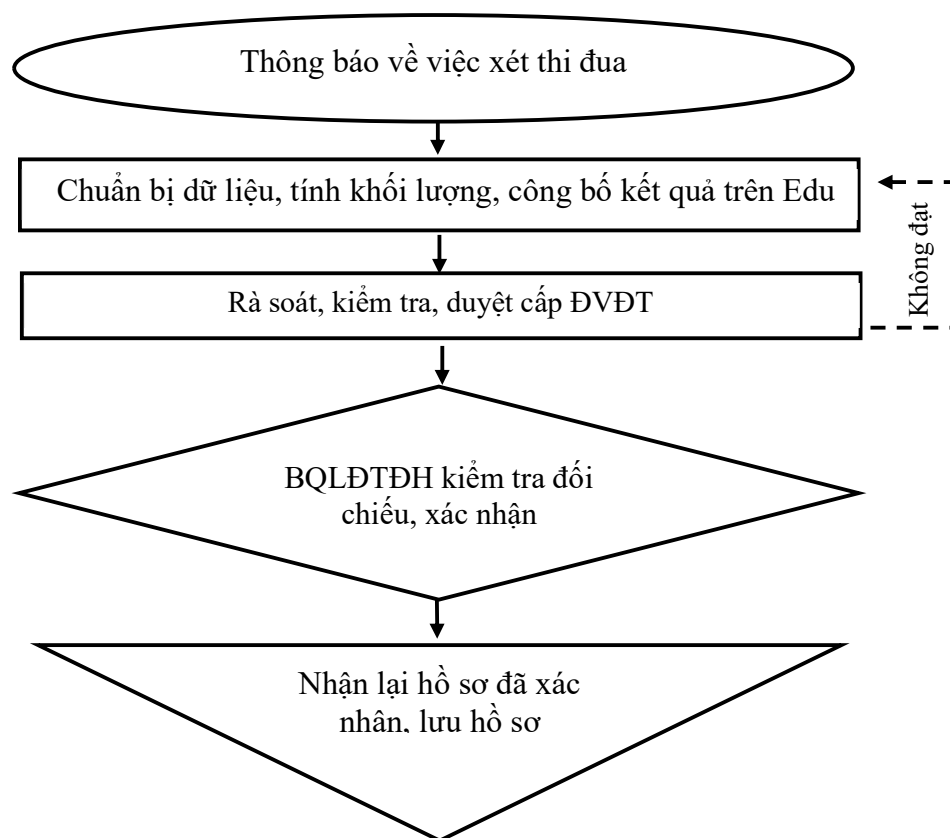 Thông báo về việc xét thi đua
Chuẩn bị dữ liệu, tính khối lượng, công bố kết quả trên Edu
Không đạt
Rà soát, kiểm tra, duyệt cấp ĐVĐT
BQLĐTĐH kiểm tra đối
chiếu, xác nhận
Nhận lại hồ sơ đã xác
nhân, lưu hồ sơ